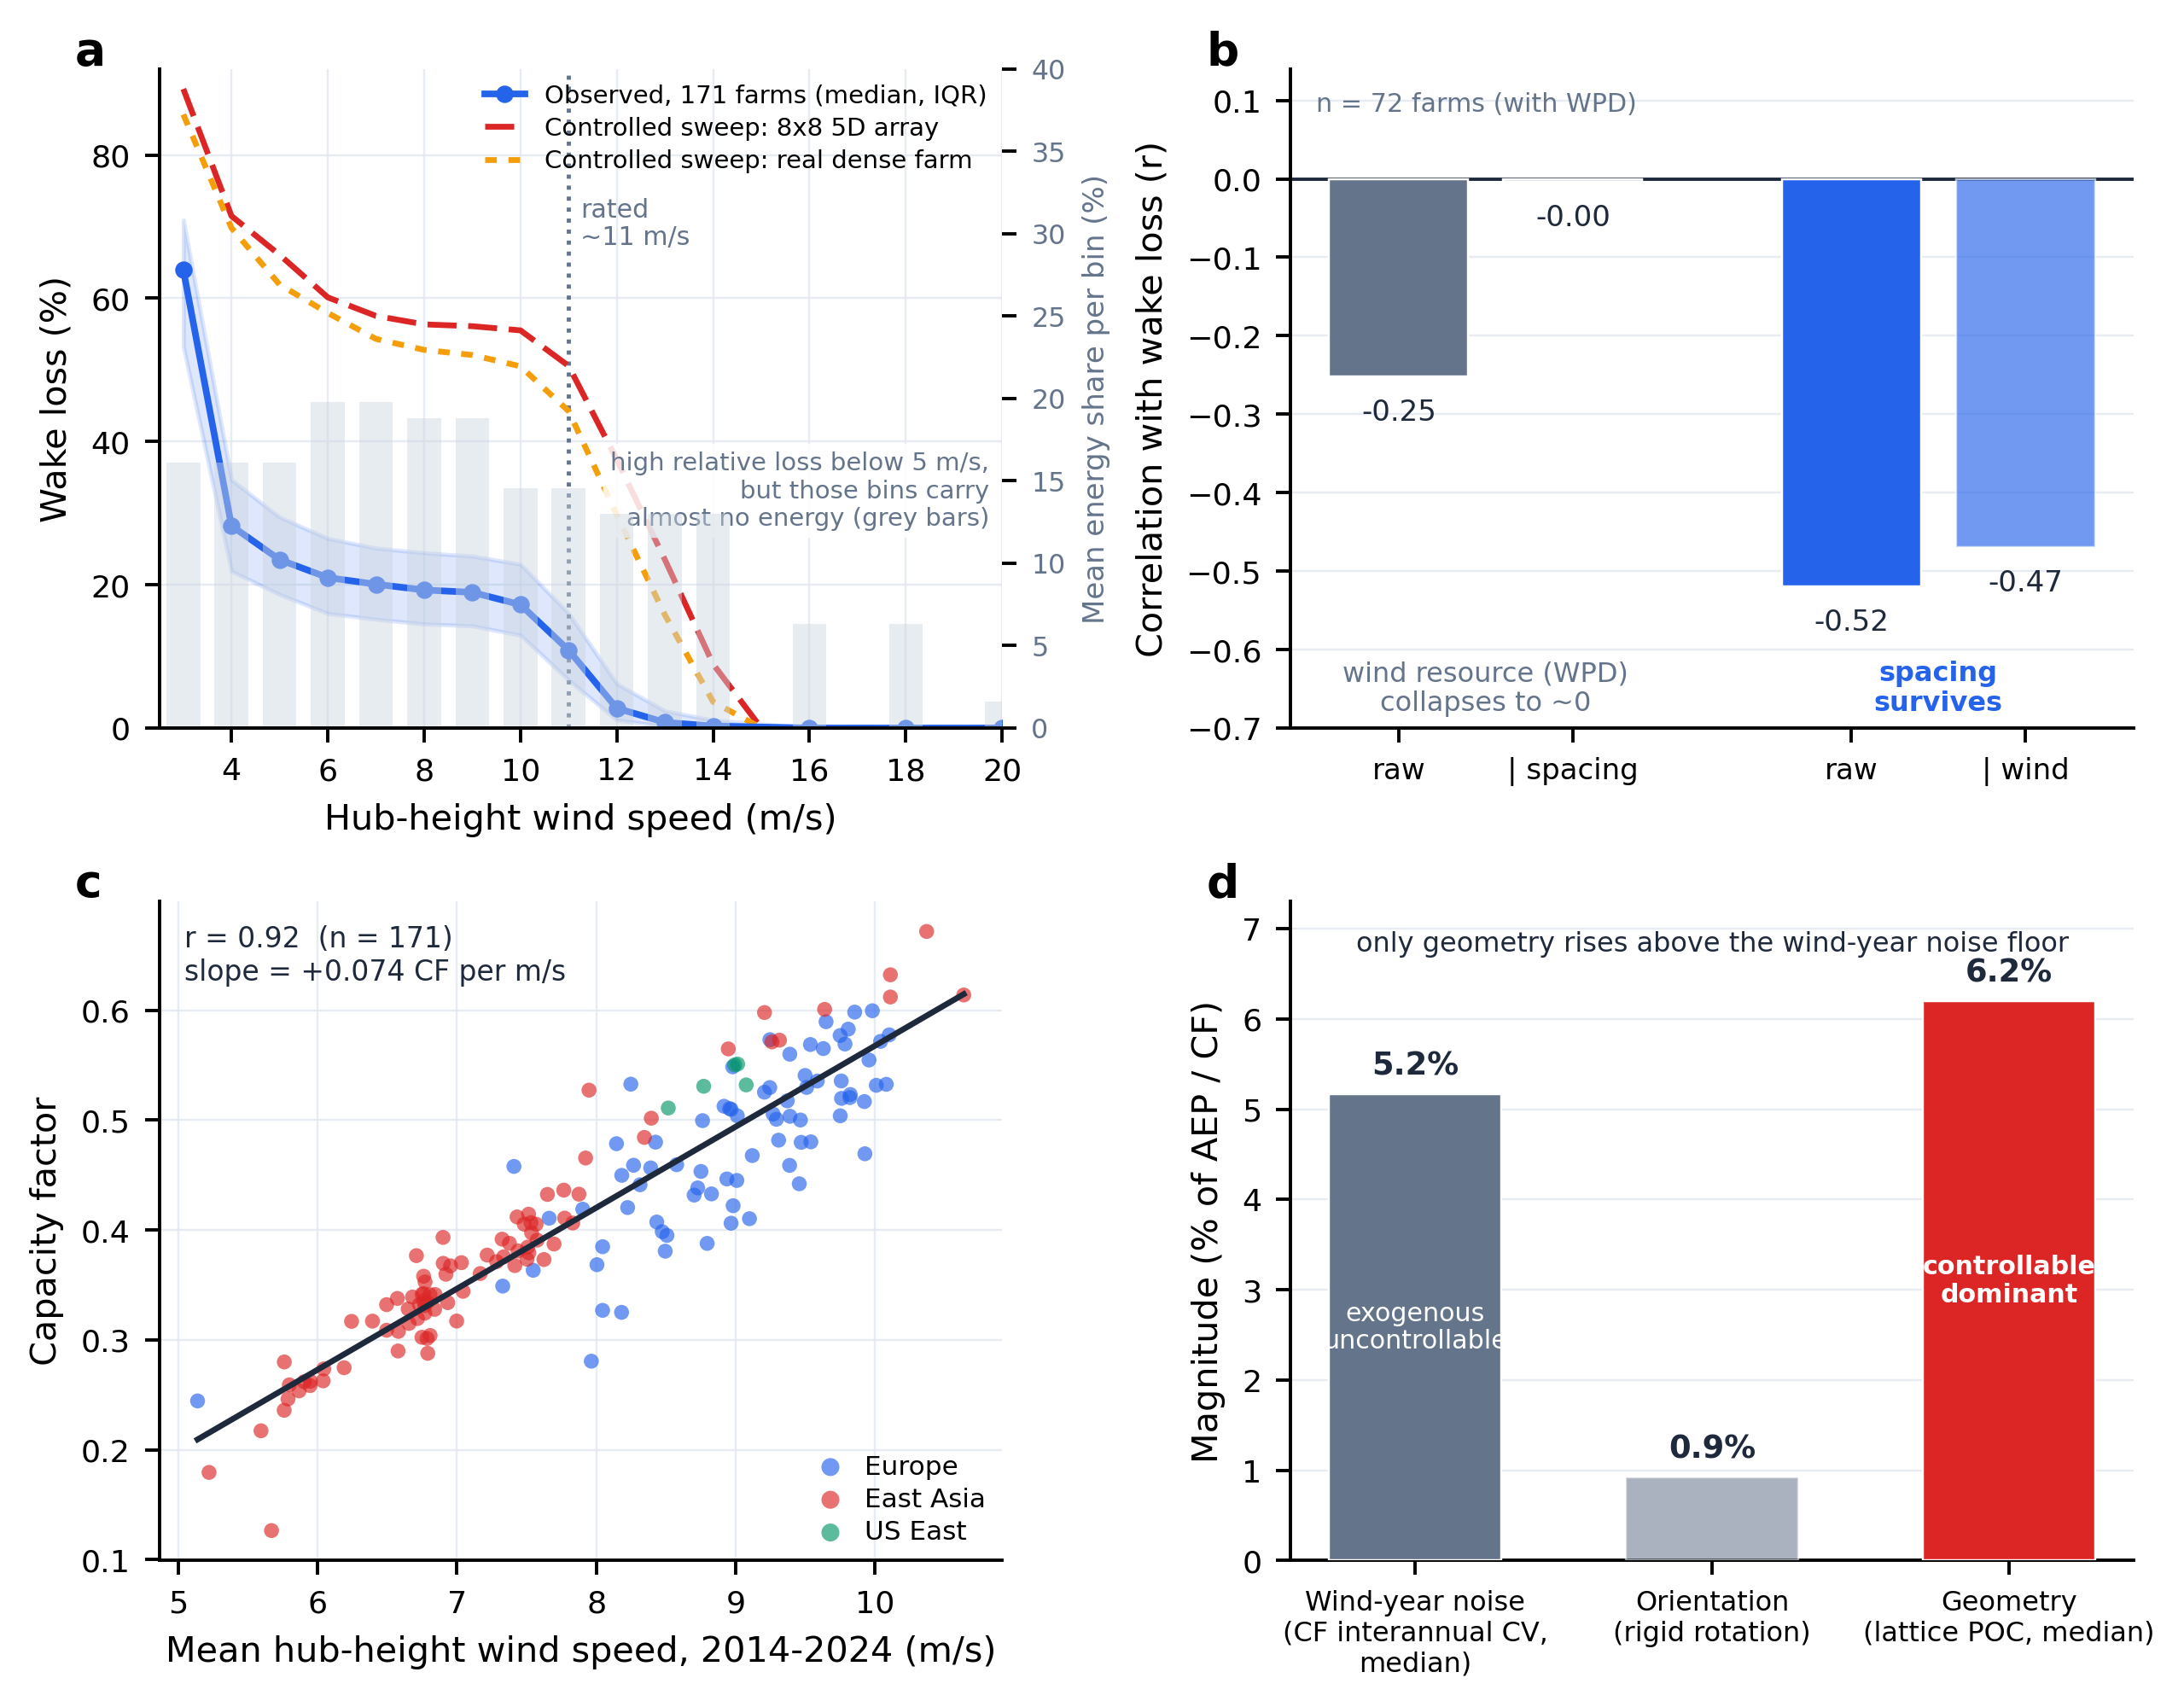 a
Observed, 171 farms (median, IQR)
Controlled sweep: 8x8 5D array
Controlled sweep: real dense farm
rated
~11 m/s
high relative loss below 5 m/s,
but those bins carry
almost no energy (grey bars)
Wake loss (%)
0
20
40
60
80
Mean energy share per bin (%)
0
5
10
15
20
25
30
35
40
4
6
8
10
12
14
16
18
20
Hub-height wind speed (m/s)
b
n = 72 farms (with WPD)
Correlation with wake loss (r)
0.1
0.0
−0.1
−0.2
−0.3
−0.4
−0.5
−0.6
−0.7
-0.25
-0.00
-0.52
-0.47
wind resource (WPD)
collapses to ~0
spacing
survives
raw
| spacing
raw
| wind
c
r = 0.92 (n = 171)
slope = +0.074 CF per m/s
Capacity factor
0.6
0.5
0.4
0.3
0.2
0.1
Europe
East Asia
US East
5
6
7
8
9
10
Mean hub-height wind speed, 2014-2024 (m/s)
d
only geometry rises above the wind-year noise floor
Magnitude (% of AEP / CF)
7
6
5
4
3
2
1
0
5.2%
0.9%
6.2%
exogenous
uncontrollable
controllable
dominant
Wind-year noise
(CF interannual CV,
median)
Orientation
(rigid rotation)
Geometry
(lattice POC, median)